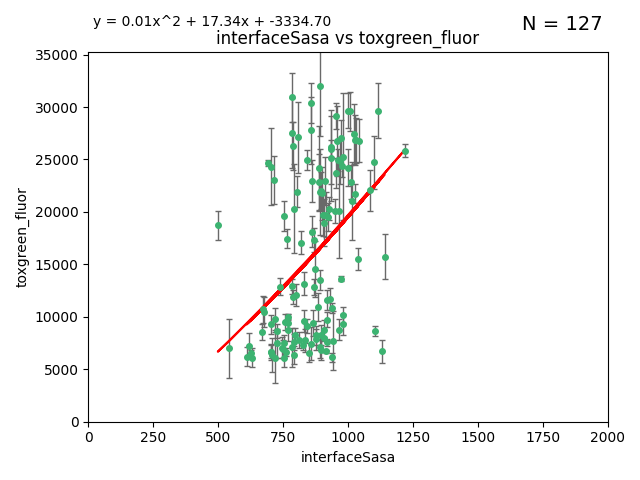 y = 0.01x^2 + 17.34x + -3334.70
N = 127
interfaceSasa vs toxgreen_fluor
35000
30000
25000
20000
15000
10000
5000
0
toxgreen_fluor
0 250 500 750 1000 1250 1500 1750 2000
interfaceSasa